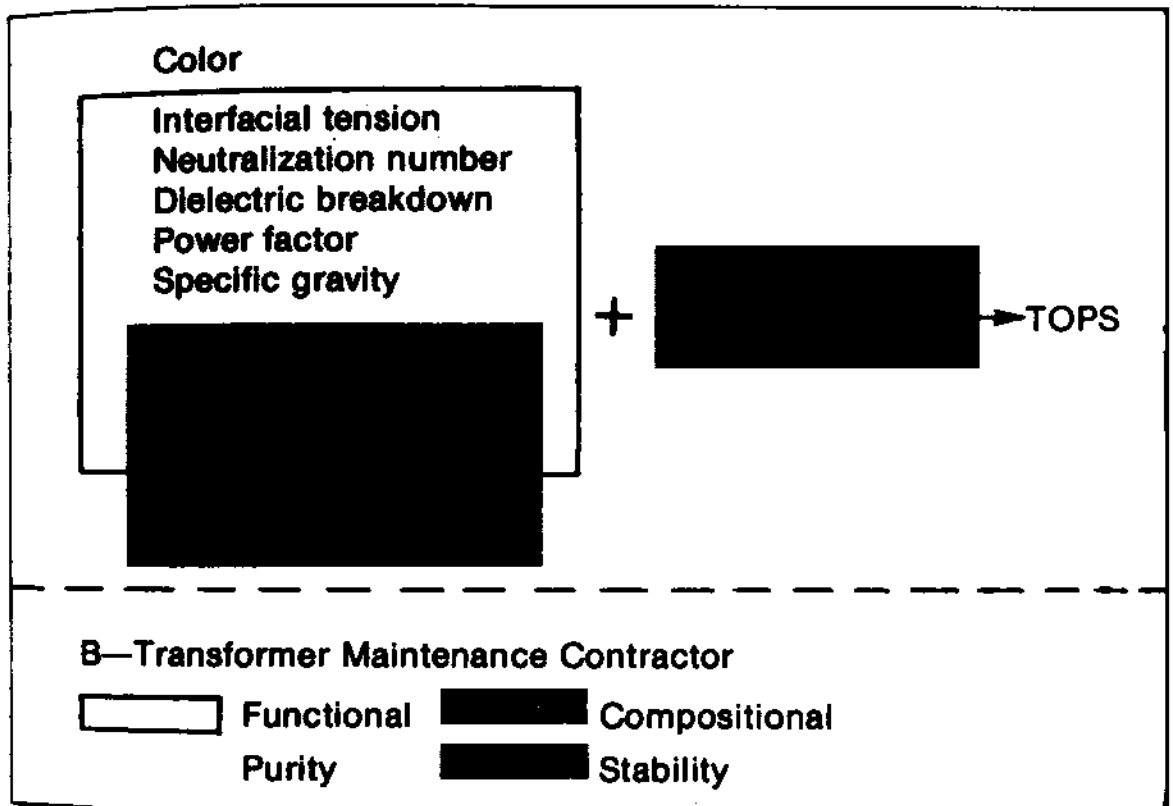 Color
Interfacial tension
Neutralization number
Dielectric breakdown
Power factor
Specific gravity
+
TOPS
B—Transformer Maintenance Contractor
Functional
Compositional
Purity
Stability